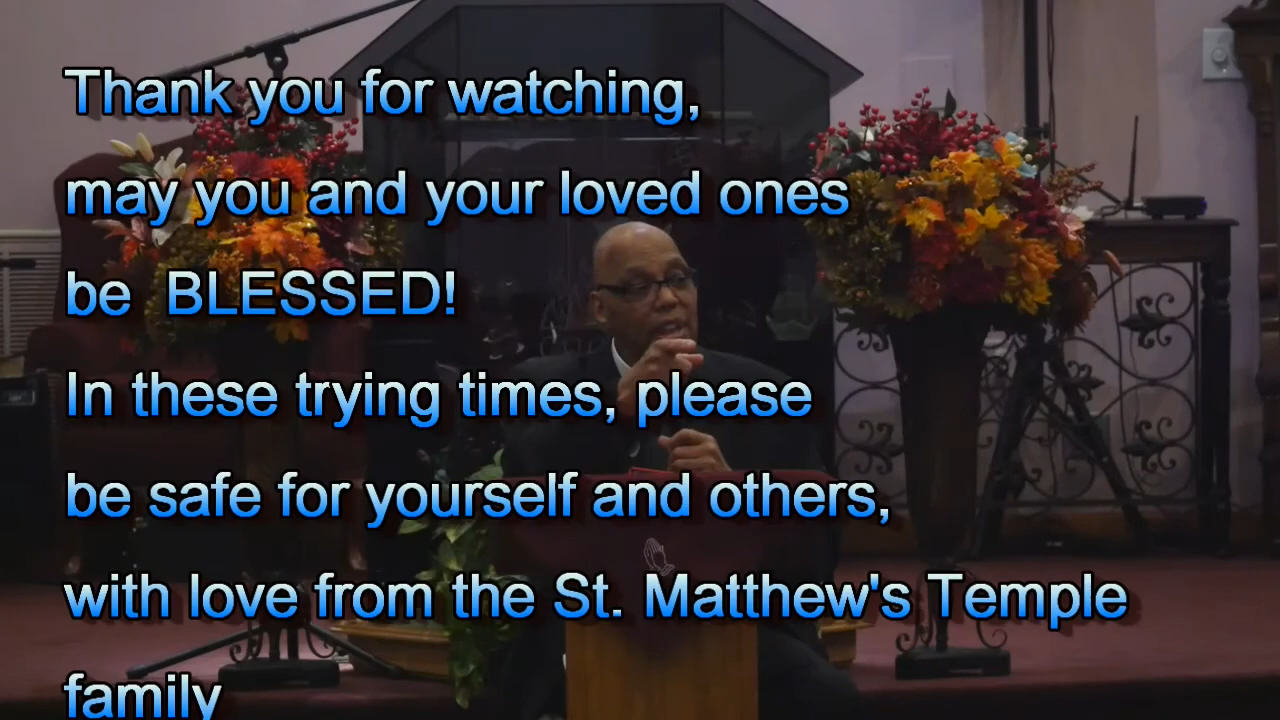 Thank you for watching,
may you and your loved ones
be  BLESSED!
In these trying times, please
be safe for yourself and others,
with love from the St. Matthew's Temple
family